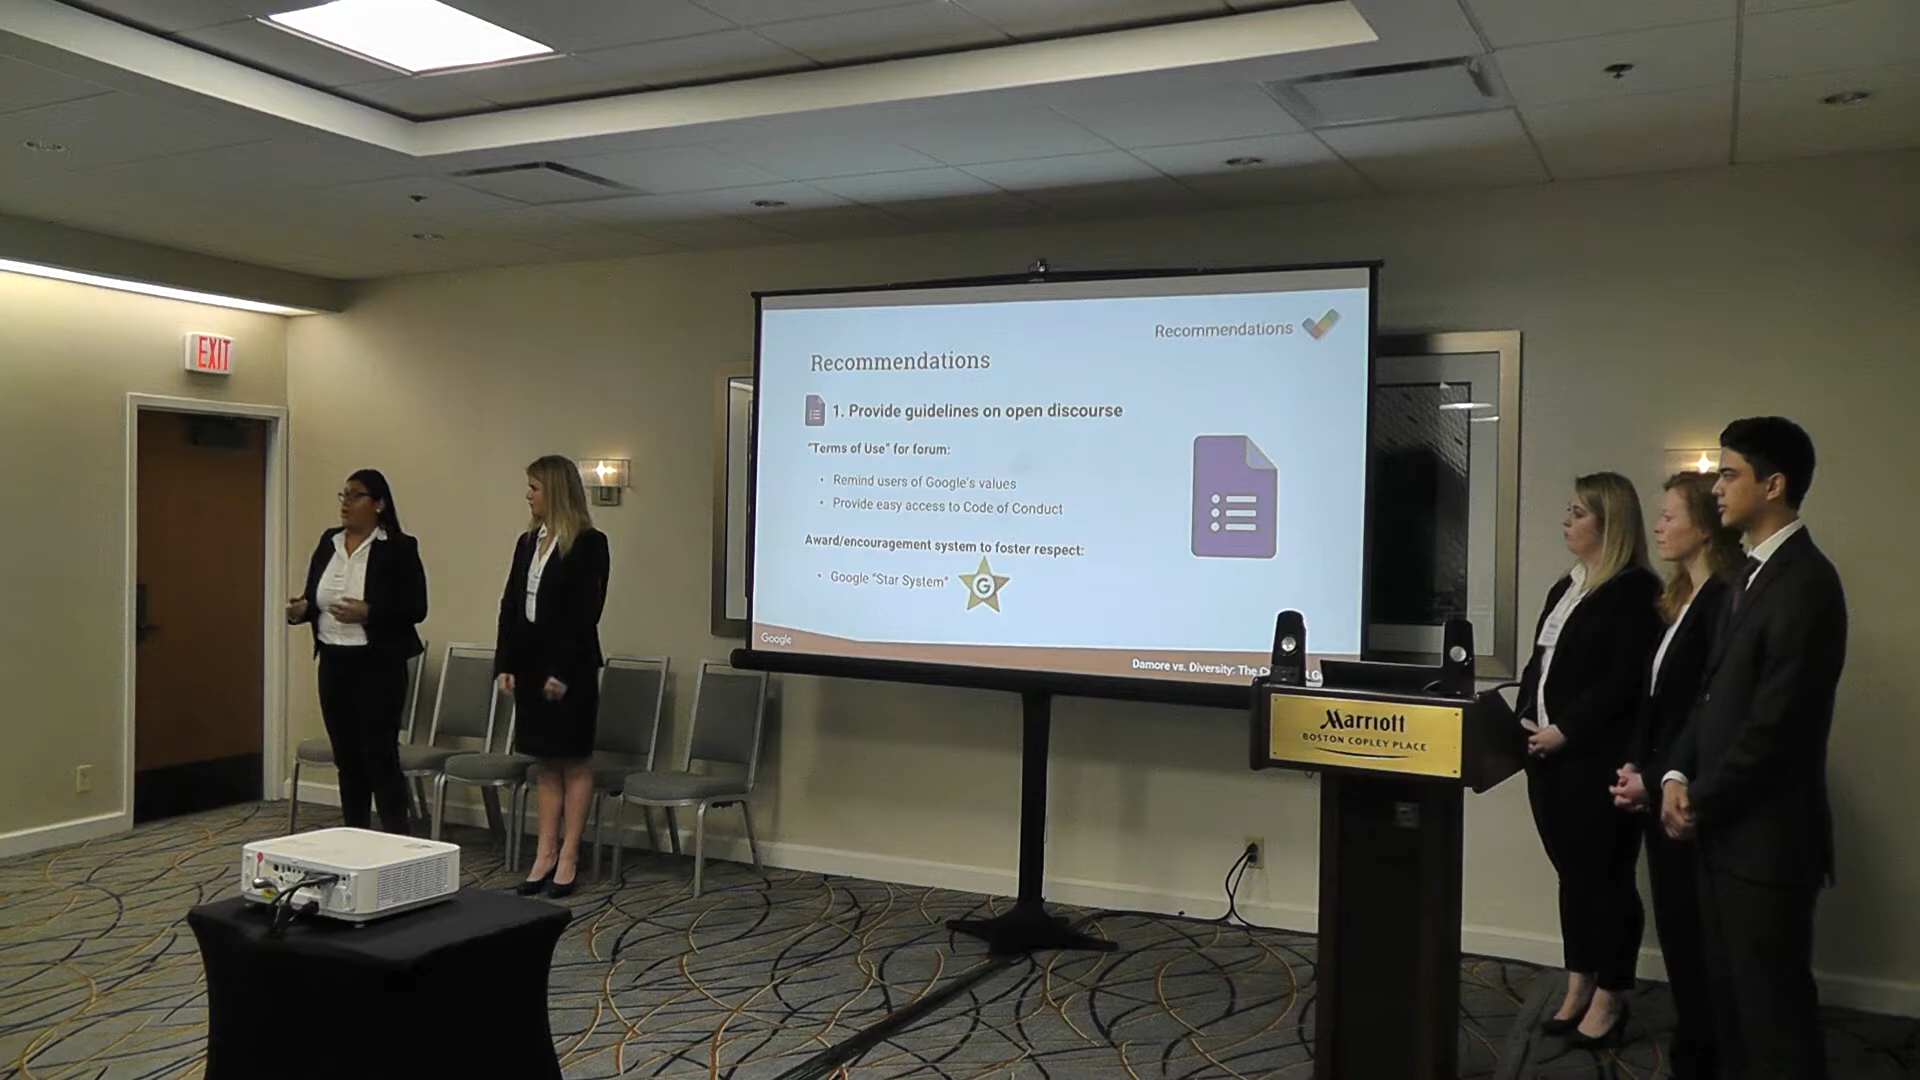 EXIT
Recommendations
Recommendations
1. Provide guidelines on open discourse
"Terms of Use" for forum:
• Remind users of Google's values
• Provide easy access to Code of Conduct
Award/encouragement system to foster respect:
• Google "Star System"
G
Google
Damore vs. Diversity: The
Marriott
BOSTON COPLEY PLACE